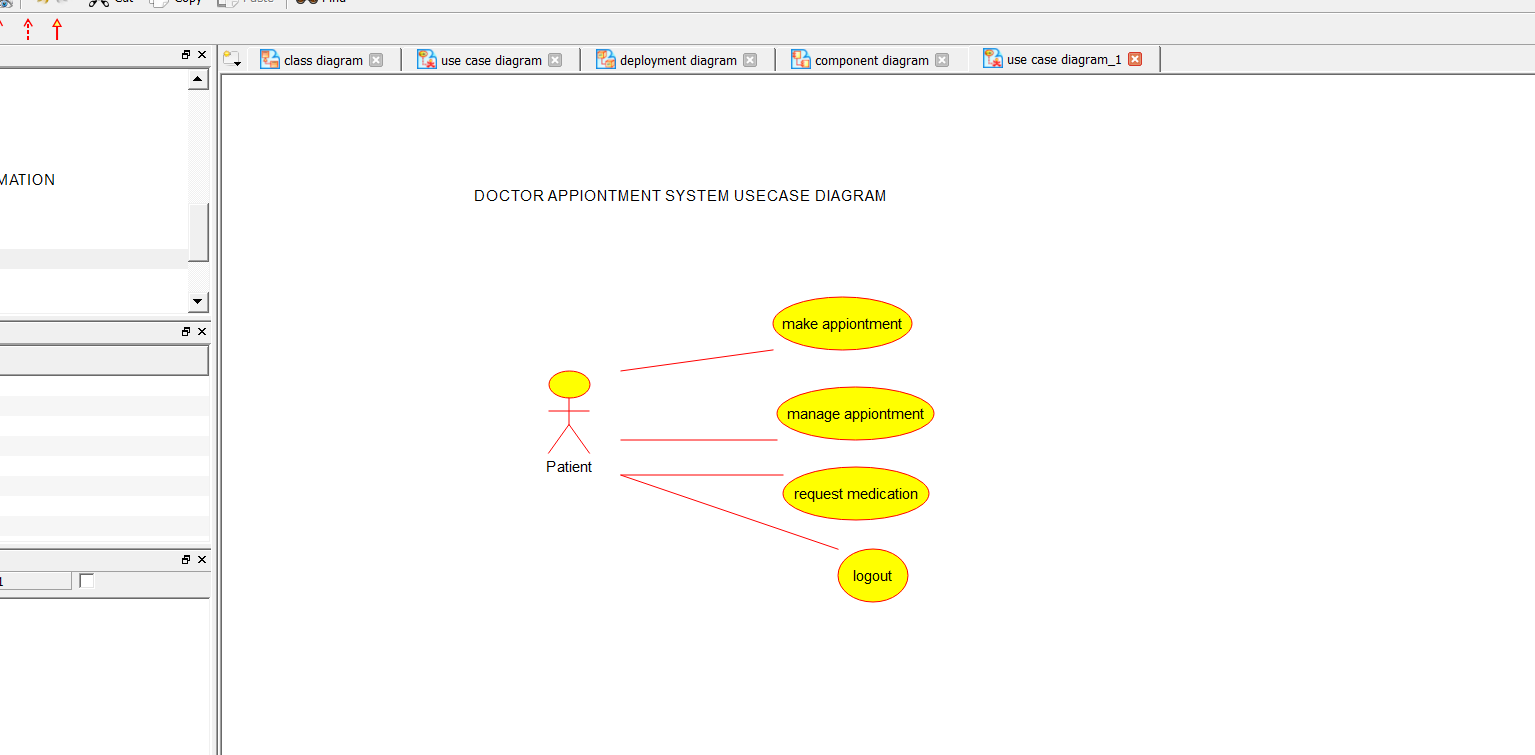 Cut Copy Paste Find
class diagram use case diagram deployment diagram component diagram use case diagram_1
MATION
DOCTOR APPIONTMENT SYSTEM USECASE DIAGRAM
make appiontment
manage appiontment
Patient
request medication
logout
1